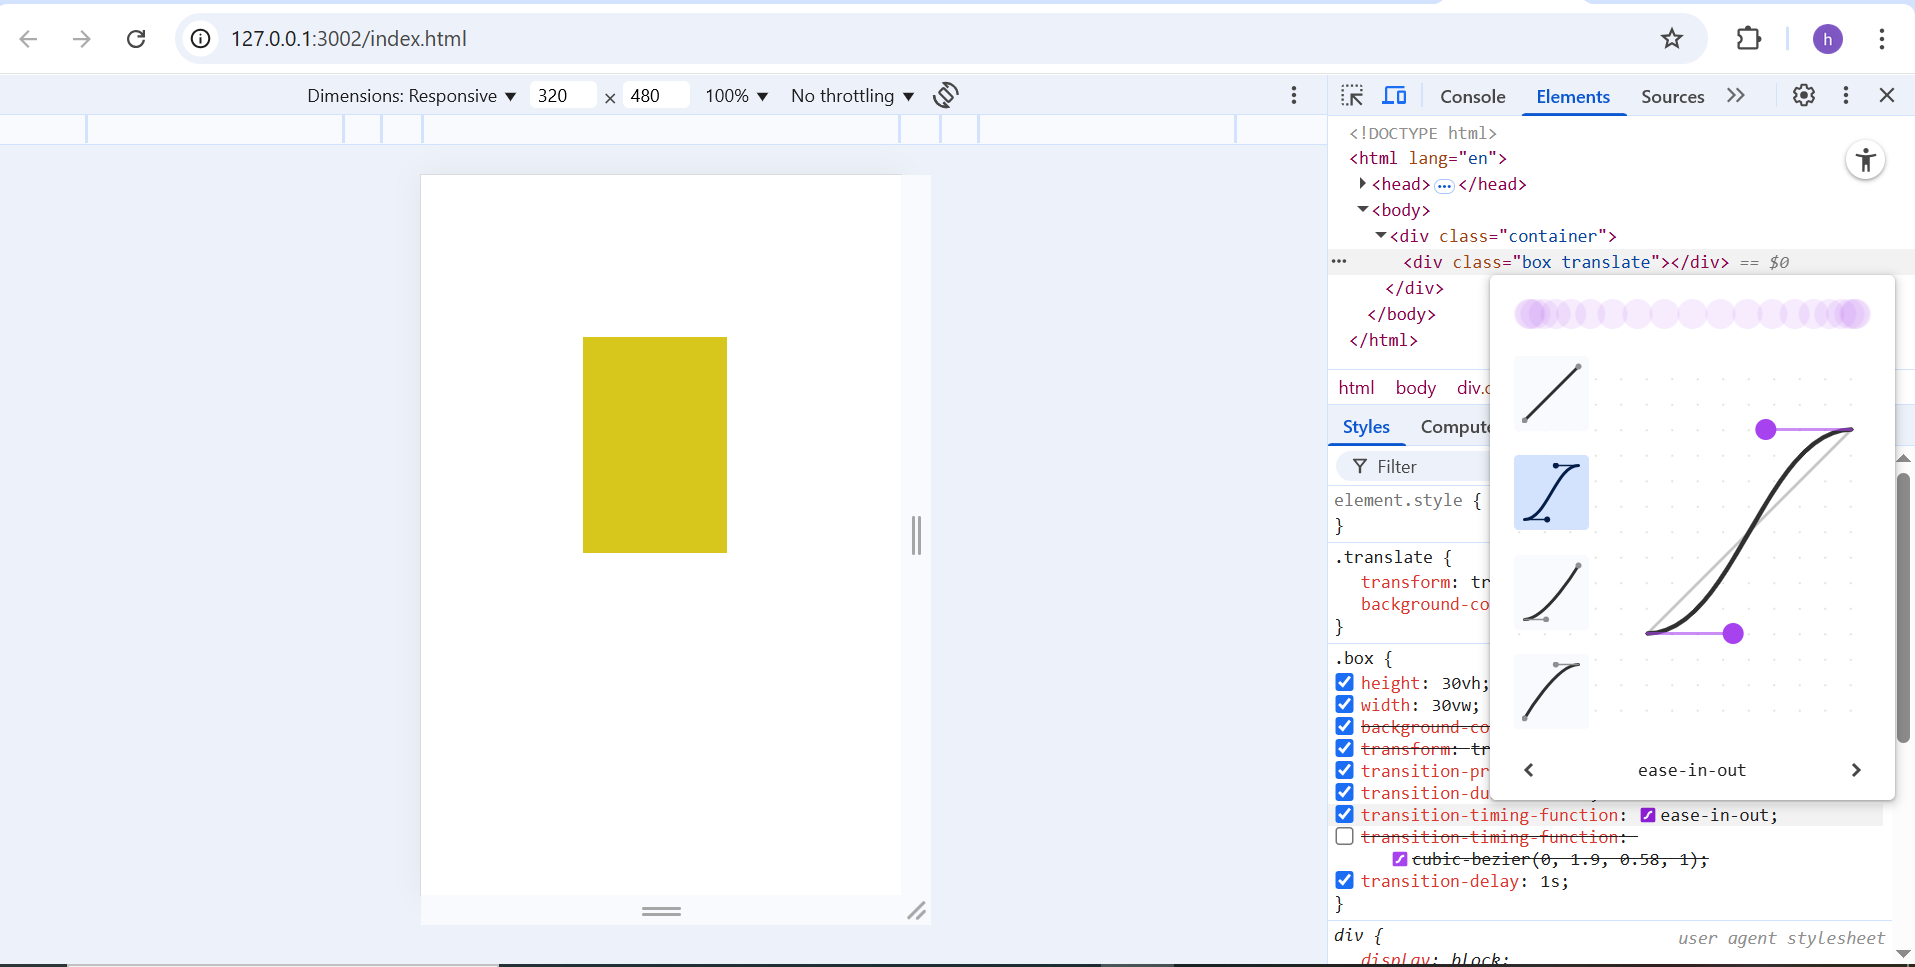 127.0.0.1:3002/index.html
h
Dimensions: Responsive ▼ 320 × 480 100% ▼ No throttling ▼
Console Elements Sources
<!DOCTYPE html>
<html lang="en">
<head> ••• </head>
<body>
<div class="container">
••• <div class="box translate"></div> == $0
</div>
</body>
</html>
html body div.c
Styles Compute
Filter
element.style {
}
.translate {
transform: tr
background-co
}
.box {
height: 30vh;
width: 30vw;
background-co
transform: tr
transition-pr
transition-du
transition-timing-function: ease-in-out;
transition-timing-function:
cubic-bezier(0, 1.9, 0.58, 1);
transition-delay: 1s;
}
div { user agent stylesheet
display: block;
ease-in-out